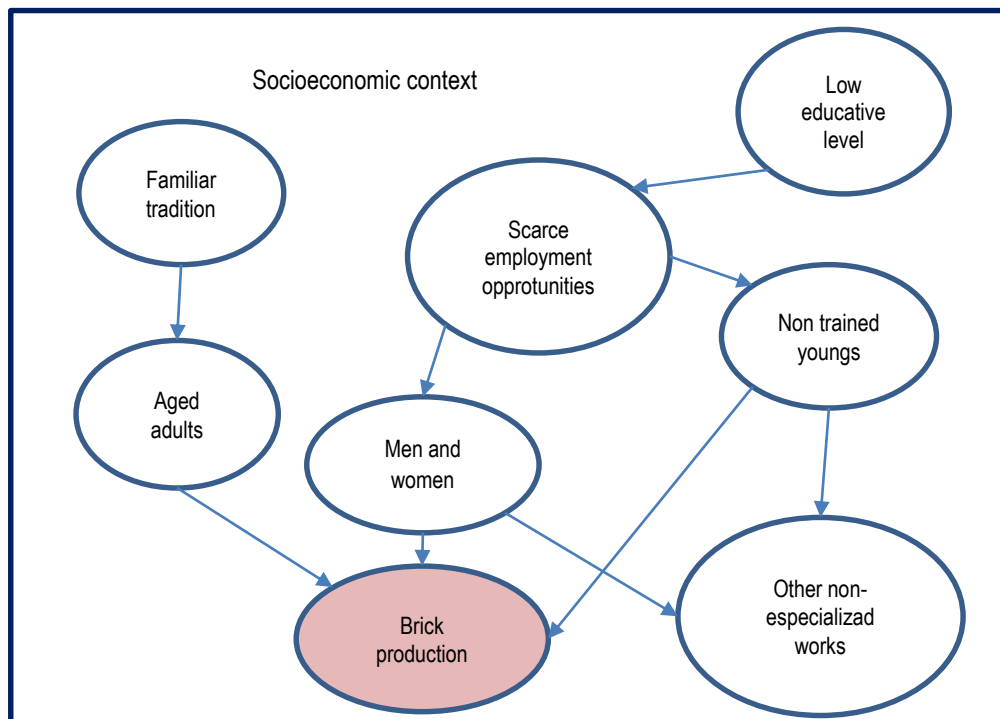 Socioeconomic context
Low
educative
level
Familiar
tradition
Scarce
employment
opprotunities
Non trained
youngs
Aged
adults
Men and
women
Brick
production
Other non-
especializad
works